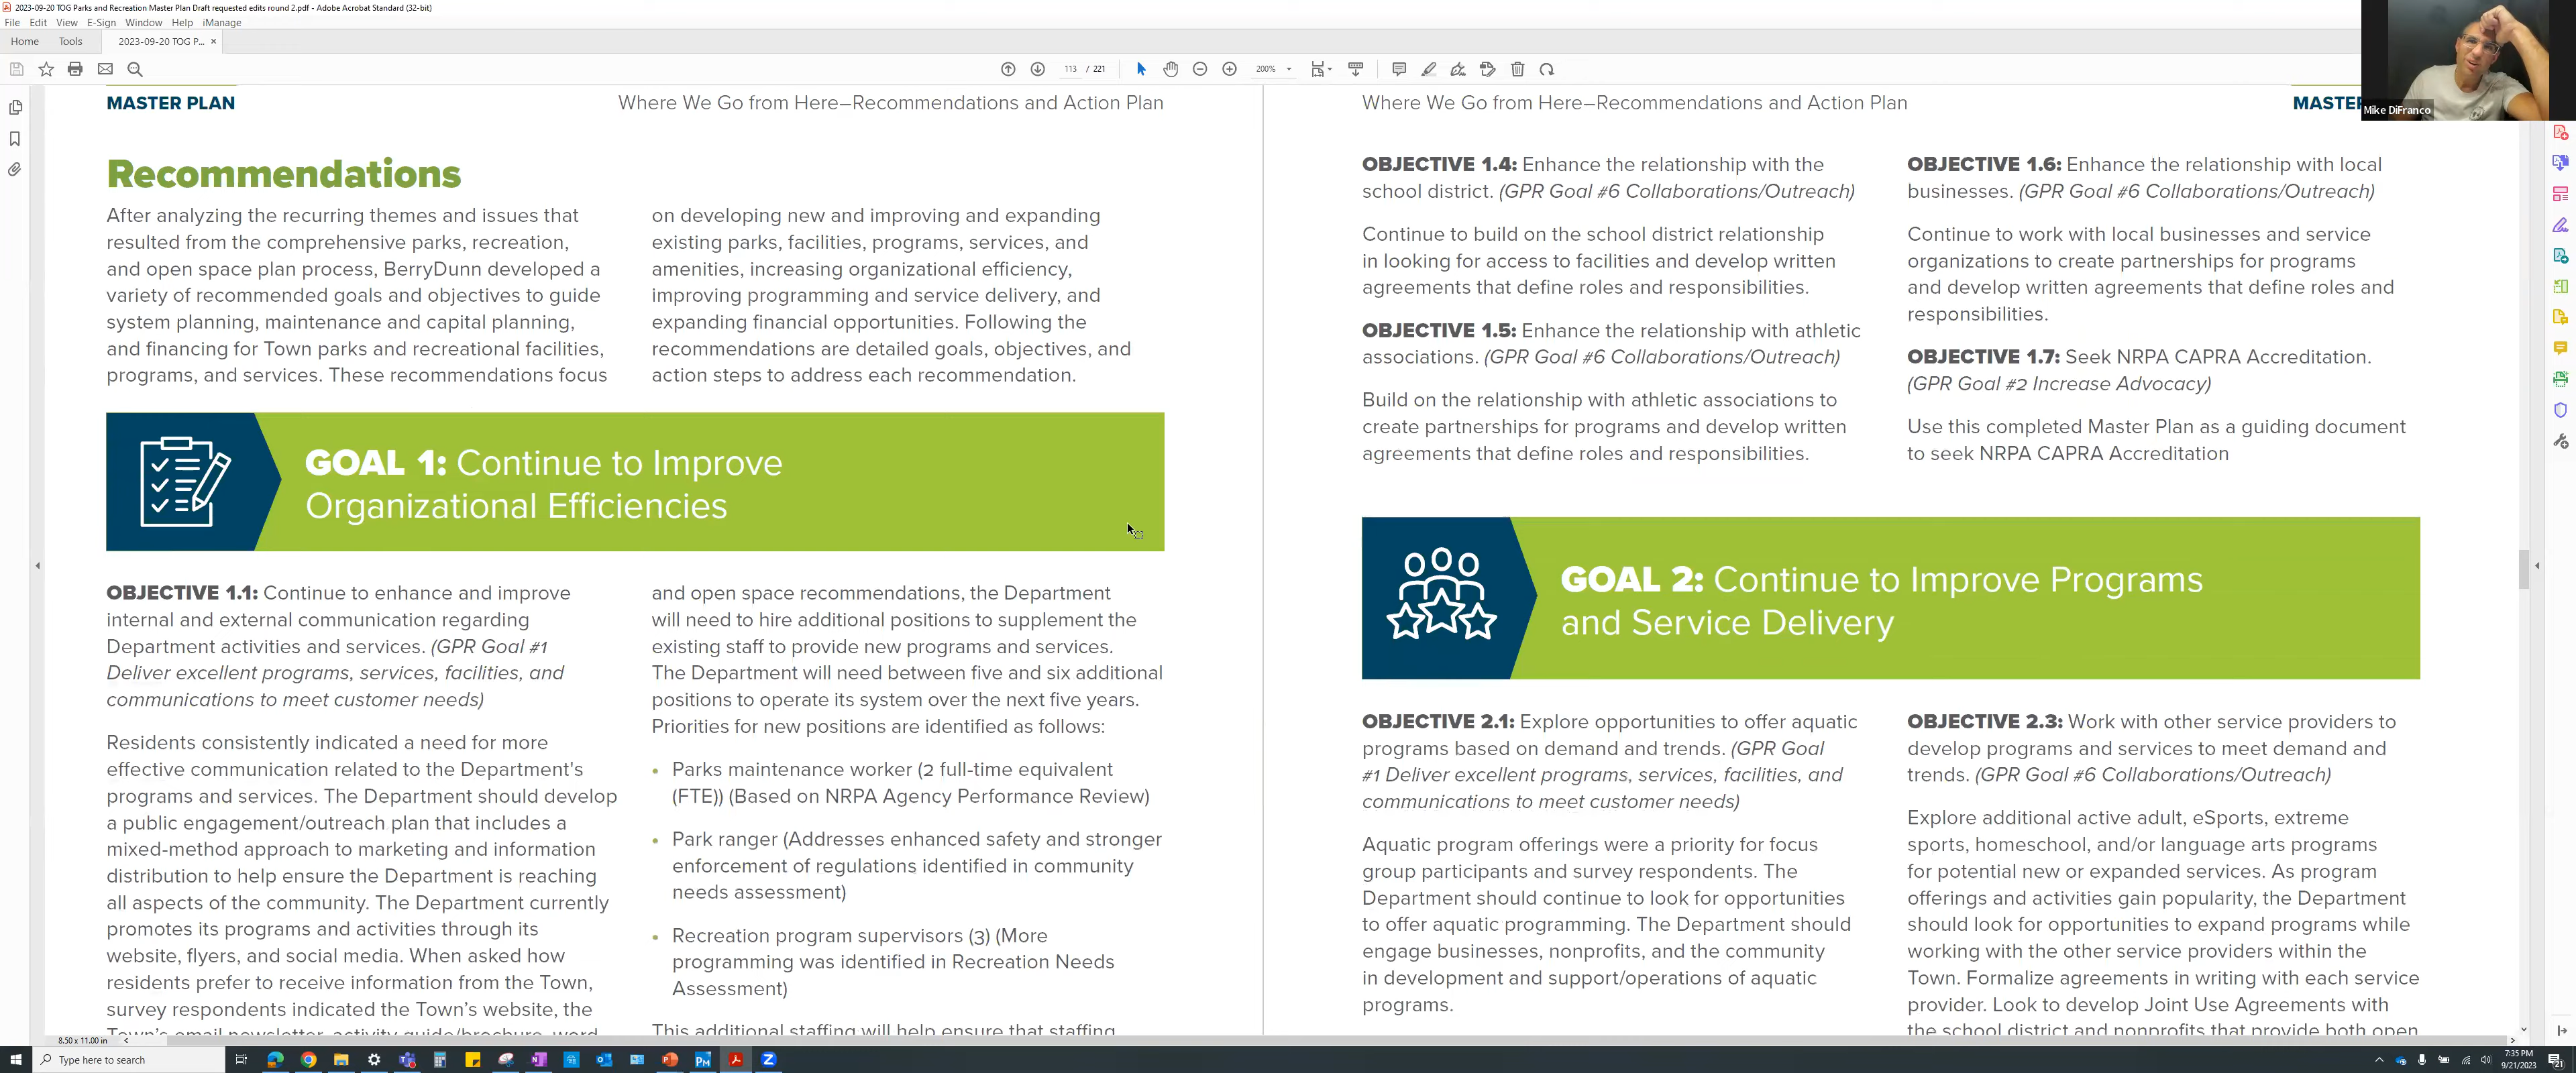 2023-09-20 TOG Parks and Recreation Master Plan Draft requested edits round 2.pdf - Adobe Acrobat Standard (32-bit)
File Edit View E-Sign Window Help iManage
Home Tools 2023-09-20 TOG P... ×
113 / 221
200%
Mike DiFranco
MASTER PLAN
Where We Go from Here–Recommendations and Action Plan
Recommendations
After analyzing the recurring themes and issues that
resulted from the comprehensive parks, recreation,
and open space plan process, BerryDunn developed a
variety of recommended goals and objectives to guide
system planning, maintenance and capital planning,
and financing for Town parks and recreational facilities,
programs, and services. These recommendations focus
on developing new and improving and expanding
existing parks, facilities, programs, services, and
amenities, increasing organizational efficiency,
improving programming and service delivery, and
expanding financial opportunities. Following the
recommendations are detailed goals, objectives, and
action steps to address each recommendation.
GOAL 1: Continue to Improve
Organizational Efficiencies
OBJECTIVE 1.1: Continue to enhance and improve
internal and external communication regarding
Department activities and services. (GPR Goal #1
Deliver excellent programs, services, facilities, and
communications to meet customer needs)
Residents consistently indicated a need for more
effective communication related to the Department's
programs and services. The Department should develop
a public engagement/outreach plan that includes a
mixed-method approach to marketing and information
distribution to help ensure the Department is reaching
all aspects of the community. The Department currently
promotes its programs and activities through its
website, flyers, and social media. When asked how
residents prefer to receive information from the Town,
survey respondents indicated the Town's website, the
Town's email newsletter, activity guide/brochure, word
and open space recommendations, the Department
will need to hire additional positions to supplement the
existing staff to provide new programs and services.
The Department will need between five and six additional
positions to operate its system over the next five years.
Priorities for new positions are identified as follows:
• Parks maintenance worker (2 full-time equivalent
(FTE)) (Based on NRPA Agency Performance Review)
• Park ranger (Addresses enhanced safety and stronger
enforcement of regulations identified in community
needs assessment)
• Recreation program supervisors (3) (More
programming was identified in Recreation Needs
Assessment)
This additional staffing will help ensure that staffing
Where We Go from Here–Recommendations and Action Plan
MASTE
OBJECTIVE 1.4: Enhance the relationship with the
school district. (GPR Goal #6 Collaborations/Outreach)
Continue to build on the school district relationship
in looking for access to facilities and develop written
agreements that define roles and responsibilities.
OBJECTIVE 1.5: Enhance the relationship with athletic
associations. (GPR Goal #6 Collaborations/Outreach)
Build on the relationship with athletic associations to
create partnerships for programs and develop written
agreements that define roles and responsibilities.
OBJECTIVE 1.6: Enhance the relationship with local
businesses. (GPR Goal #6 Collaborations/Outreach)
Continue to work with local businesses and service
organizations to create partnerships for programs
and develop written agreements that define roles and
responsibilities.
OBJECTIVE 1.7: Seek NRPA CAPRA Accreditation.
(GPR Goal #2 Increase Advocacy)
Use this completed Master Plan as a guiding document
to seek NRPA CAPRA Accreditation
GOAL 2: Continue to Improve Programs
and Service Delivery
OBJECTIVE 2.1: Explore opportunities to offer aquatic
programs based on demand and trends. (GPR Goal
#1 Deliver excellent programs, services, facilities, and
communications to meet customer needs)
Aquatic program offerings were a priority for focus
group participants and survey respondents. The
Department should continue to look for opportunities
to offer aquatic programming. The Department should
engage businesses, nonprofits, and the community
in development and support/operations of aquatic
programs.
OBJECTIVE 2.3: Work with other service providers to
develop programs and services to meet demand and
trends. (GPR Goal #6 Collaborations/Outreach)
Explore additional active adult, eSports, extreme
sports, homeschool, and/or language arts programs
for potential new or expanded services. As program
offerings and activities gain popularity, the Department
should look for opportunities to expand programs while
working with the other service providers within the
Town. Formalize agreements in writing with each service
provider. Look to develop Joint Use Agreements with
the school district and nonprofits that provide both open
8.50 x 11.00 in
Type here to search
7:35 PM
9/21/2023